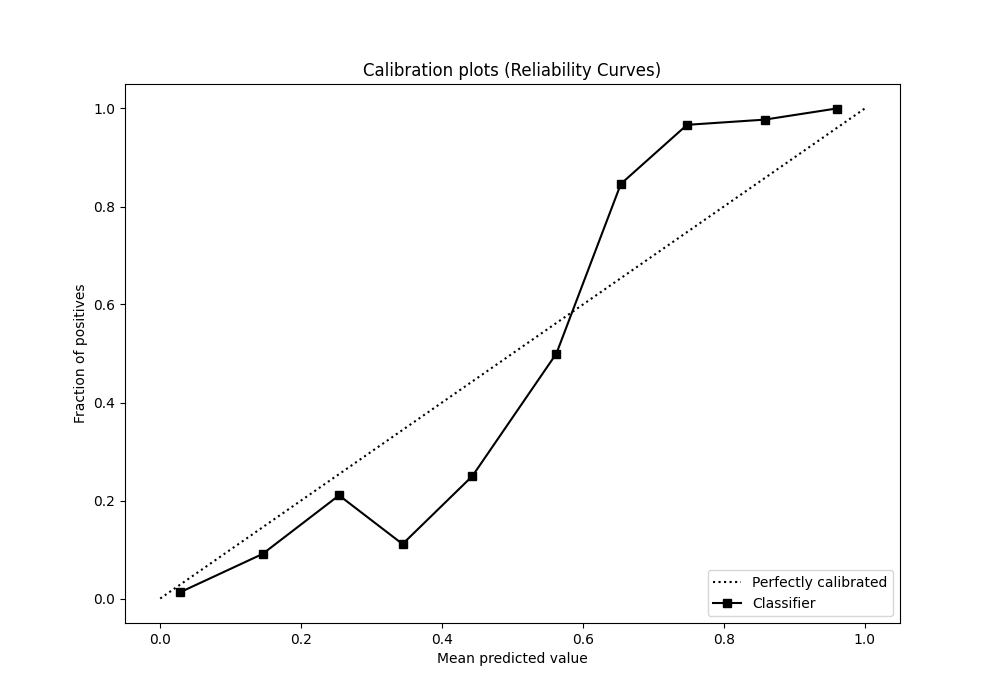 Calibration plots (Reliability Curves)
1.0
0.8
0.6
0.4
0.2
0.0
Fraction of positives
Perfectly calibrated
Classifier
0.0 0.2 0.4 0.6 0.8 1.0
Mean predicted value